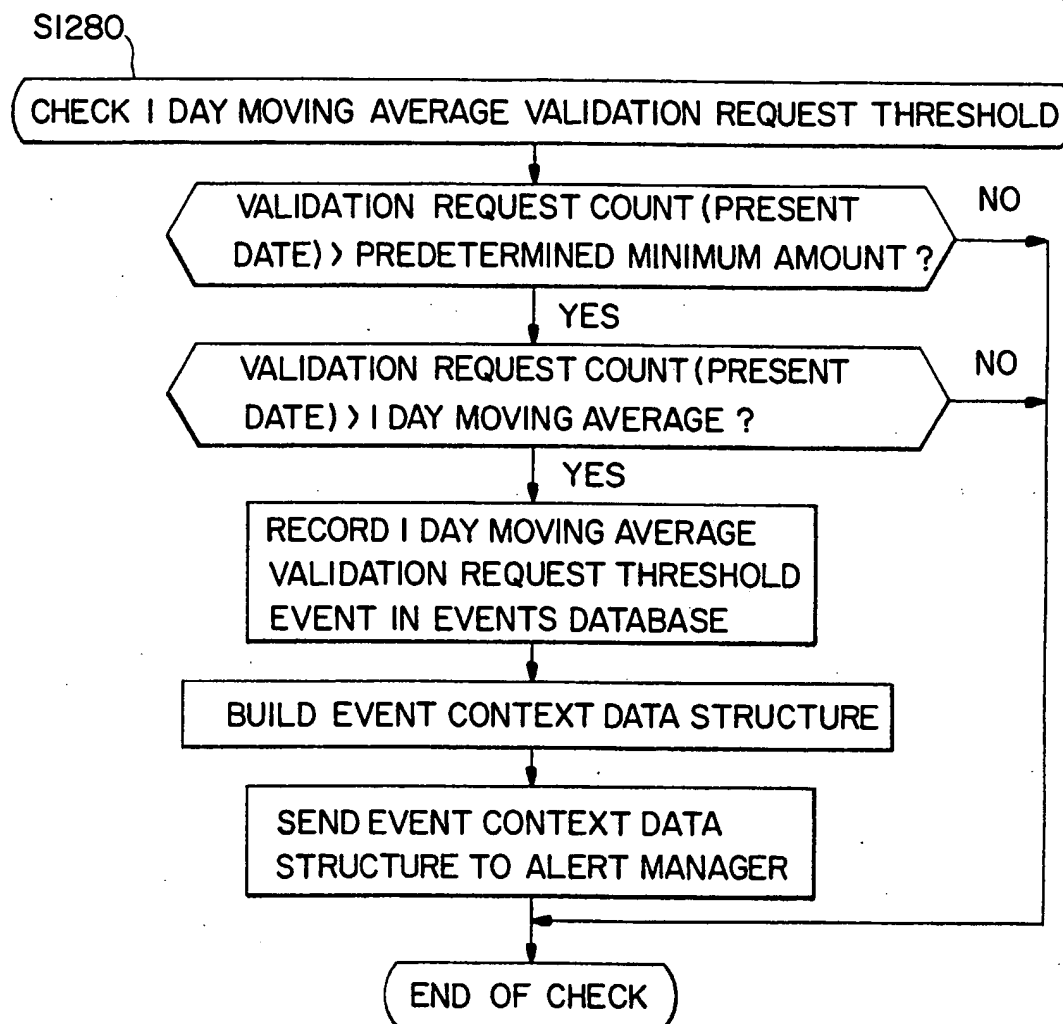 S1280
CHECK 1 DAY MOVING AVERAGE VALIDATION REQUEST THRESHOLD
VALIDATION REQUEST COUNT (PRESENT
DATE) > PREDETERMINED MINIMUM AMOUNT ?
NO
YES
VALIDATION REQUEST COUNT (PRESENT
DATE) > 1 DAY MOVING AVERAGE ?
NO
YES
RECORD 1 DAY MOVING AVERAGE
VALIDATION REQUEST THRESHOLD
EVENT IN EVENTS DATABASE
BUILD EVENT CONTEXT DATA STRUCTURE
SEND EVENT CONTEXT DATA
STRUCTURE TO ALERT MANAGER
END OF CHECK